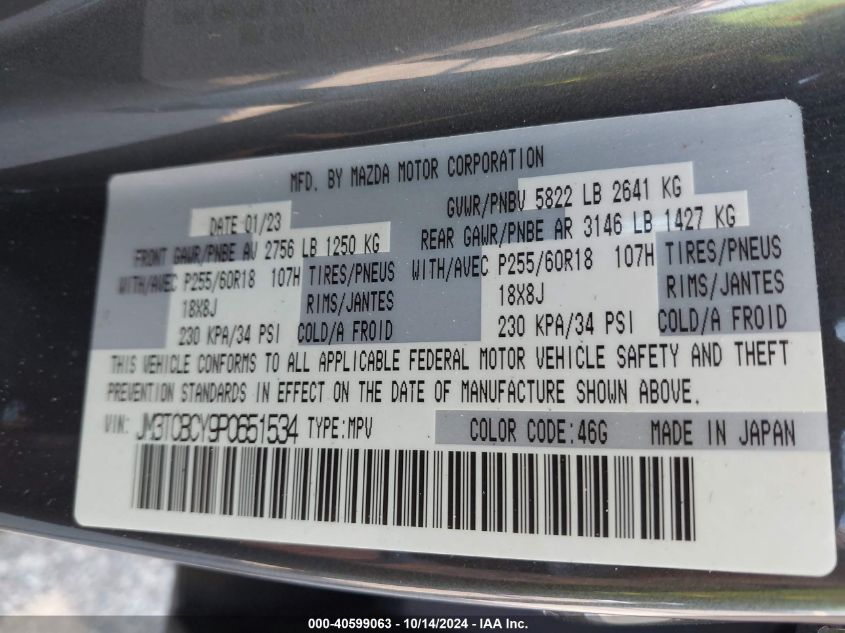 MFD. BY MAZDA MOTOR CORPORATION
DATE 01/23 GVWR/PNBV 5822 LB 2641 KG
FRONT GAWR/PNBE AV 2756 LB 1250 KG REAR GAWR/PNBE AR 3146 LB 1427 KG
WITH/AVEC P255/60R18 107H TIRES/PNEUS WITH/AVEC P255/60R18 107H TIRES/PNEUS
18X8J RIMS/JANTES 18X8J RIMS/JANTES
230 KPA/34 PSI COLD/A FROID 230 KPA/34 PSI COLD/A FROID
THIS VEHICLE CONFORMS TO ALL APPLICABLE FEDERAL MOTOR VEHICLE SAFETY AND THEFT
PREVENTION STANDARDS IN EFFECT ON THE DATE OF MANUFACTURE SHOWN ABOVE.
VIN: JM3TCBCY9P0651534 TYPE:MPV COLOR CODE:46G MADE IN JAPAN
000-40599063 - 10/14/2024 - IAA Inc.